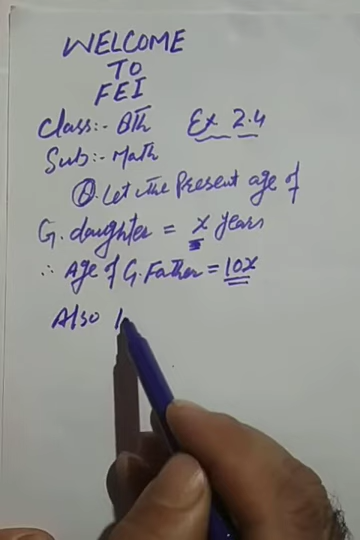 WELCOME
TO
FEI
Class:- 8Th Ex 2.4
Sub:- Math
Q. Let the Present age of
G. daughter = x years
∴ Age of G. Father = 10x
Also